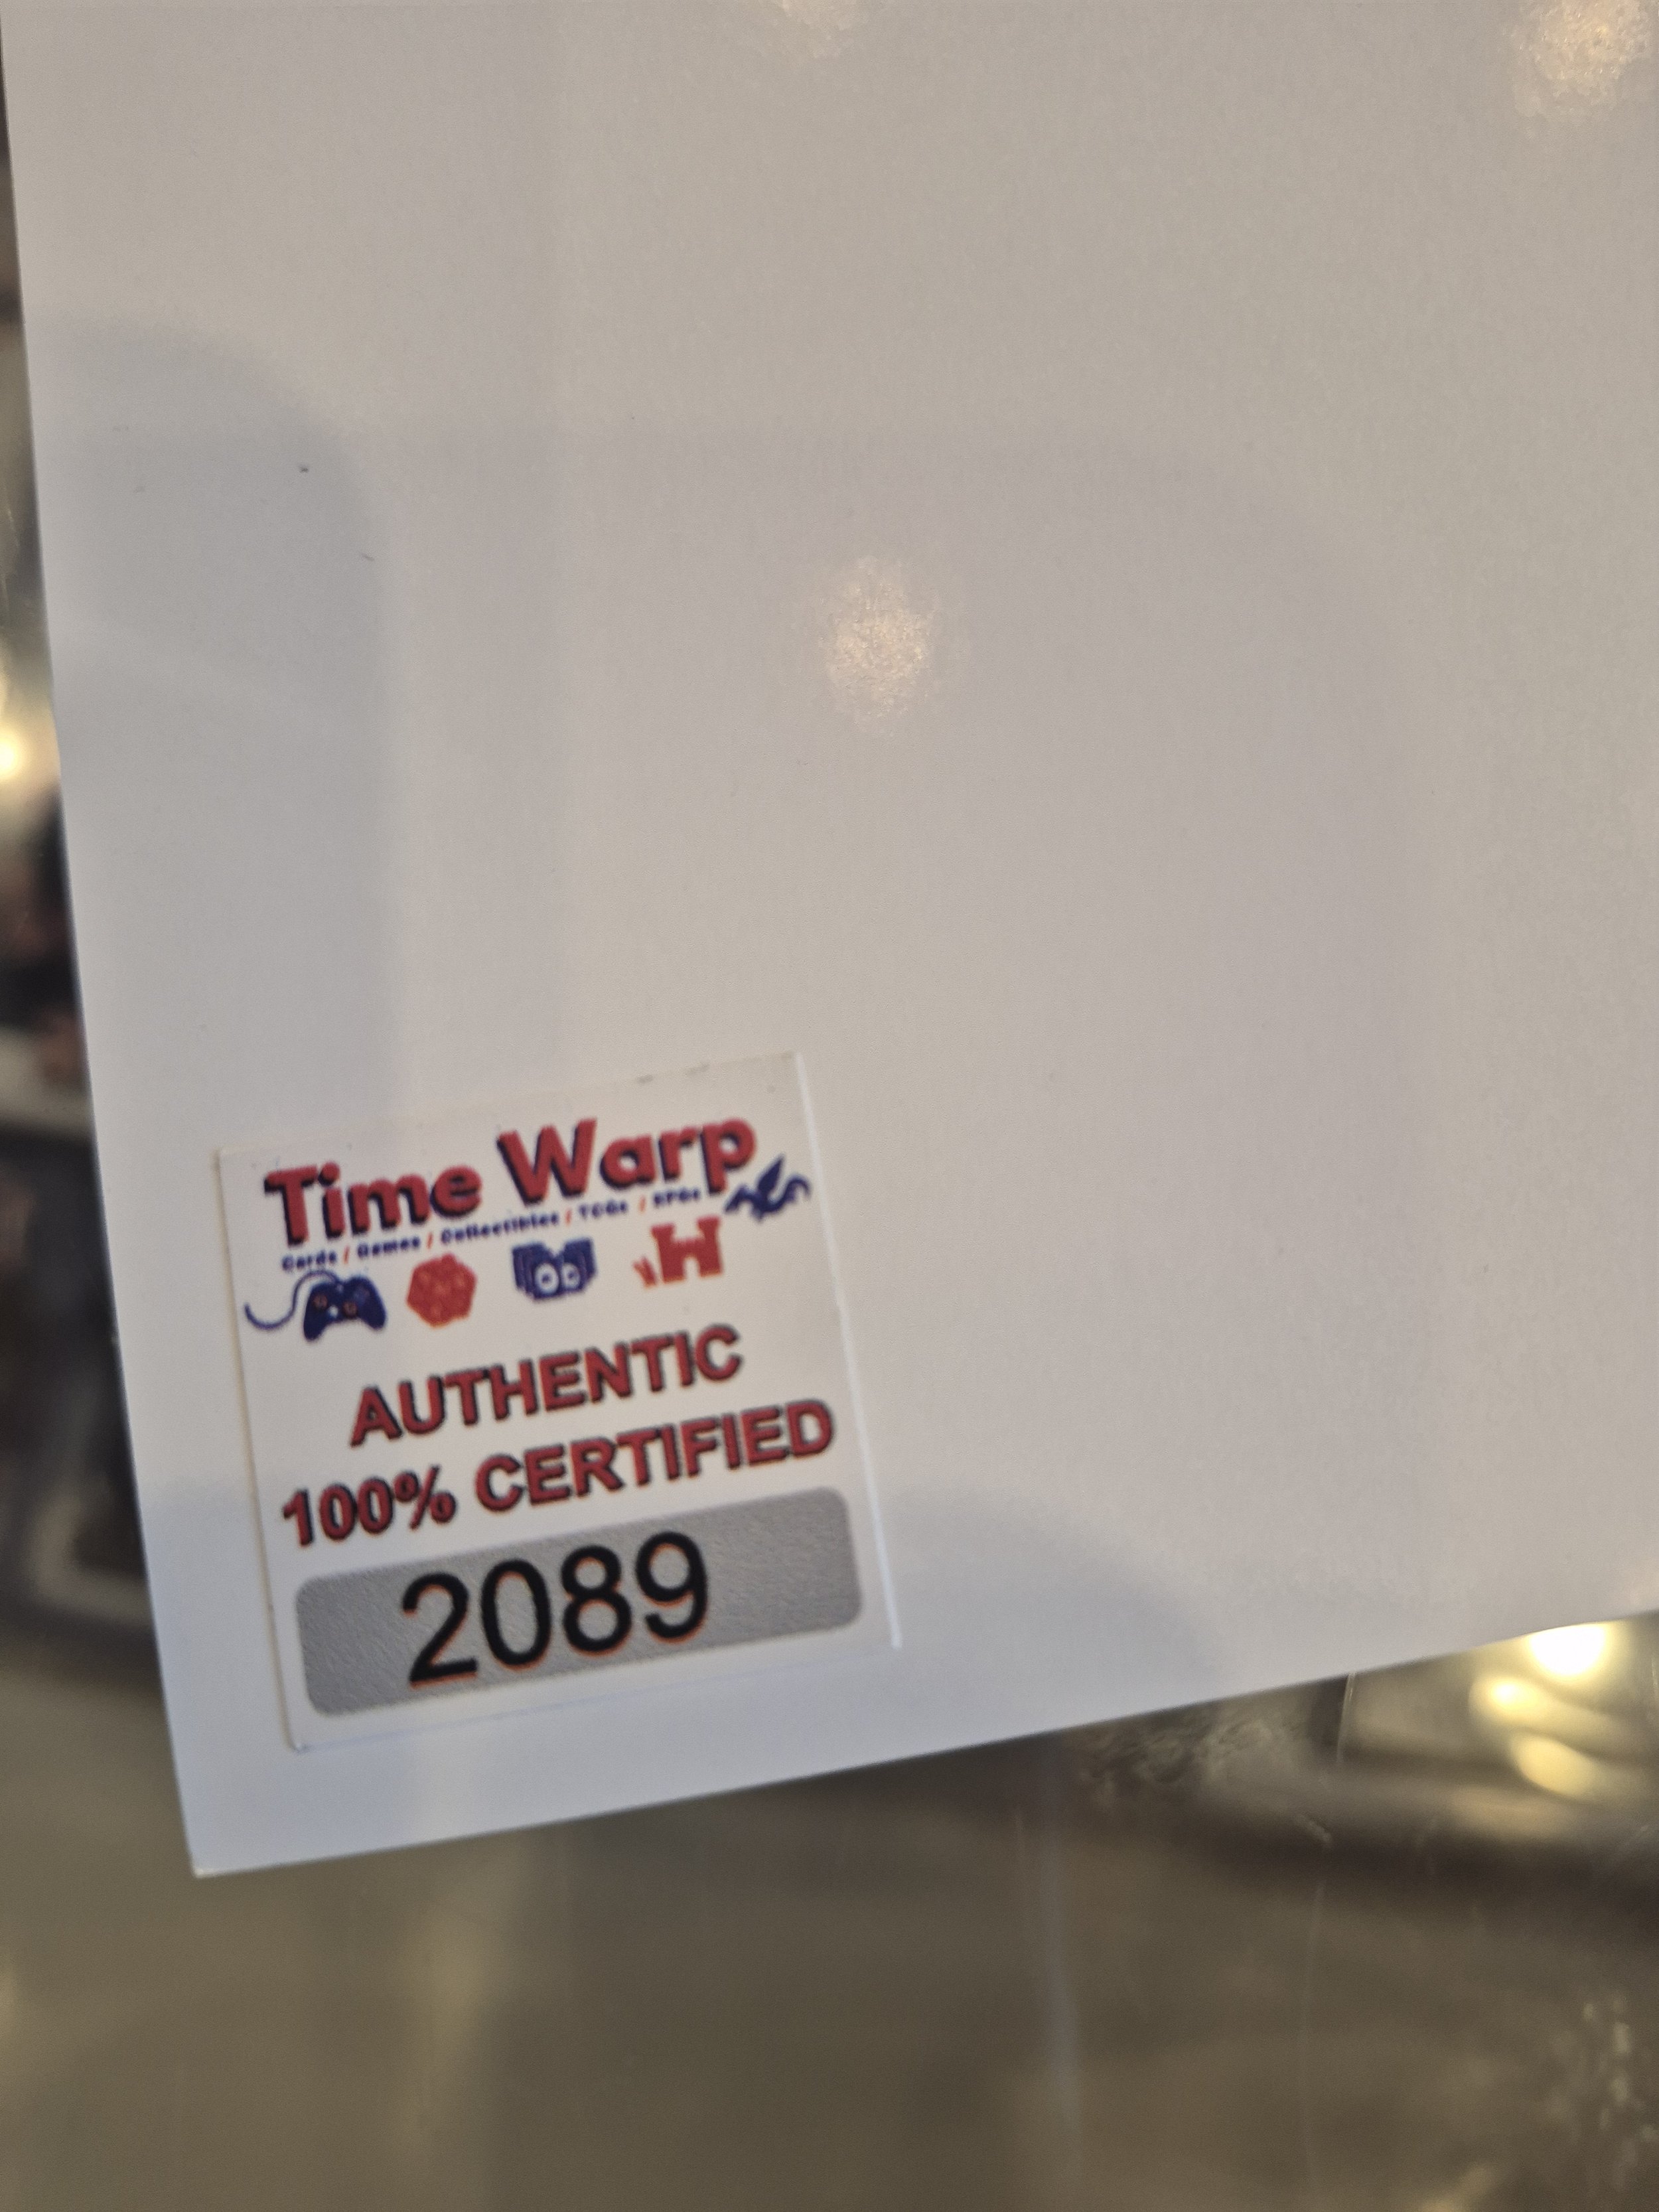 Time Warp
Cards / Games / Collectibles / TCGs / RPGs
AUTHENTIC
100% CERTIFIED
2089